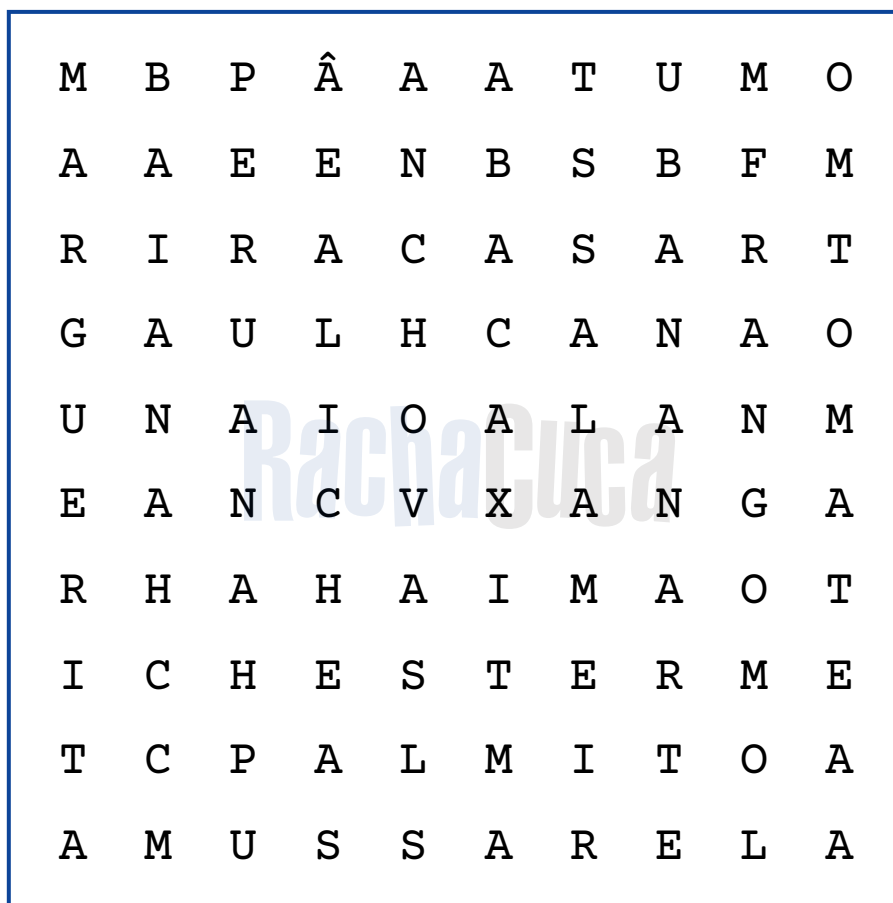 M B P Â A A T U M O
A A E E N B S B F M
R I R A C A S A R T
G A U L H C A N A O
U N A I O A L A N M
E A N C V X A N G A
R H A H A I M A O T
I C H E S T E R M E
T C P A L M I T O A
A M U S S A R E L A
RachaCuca